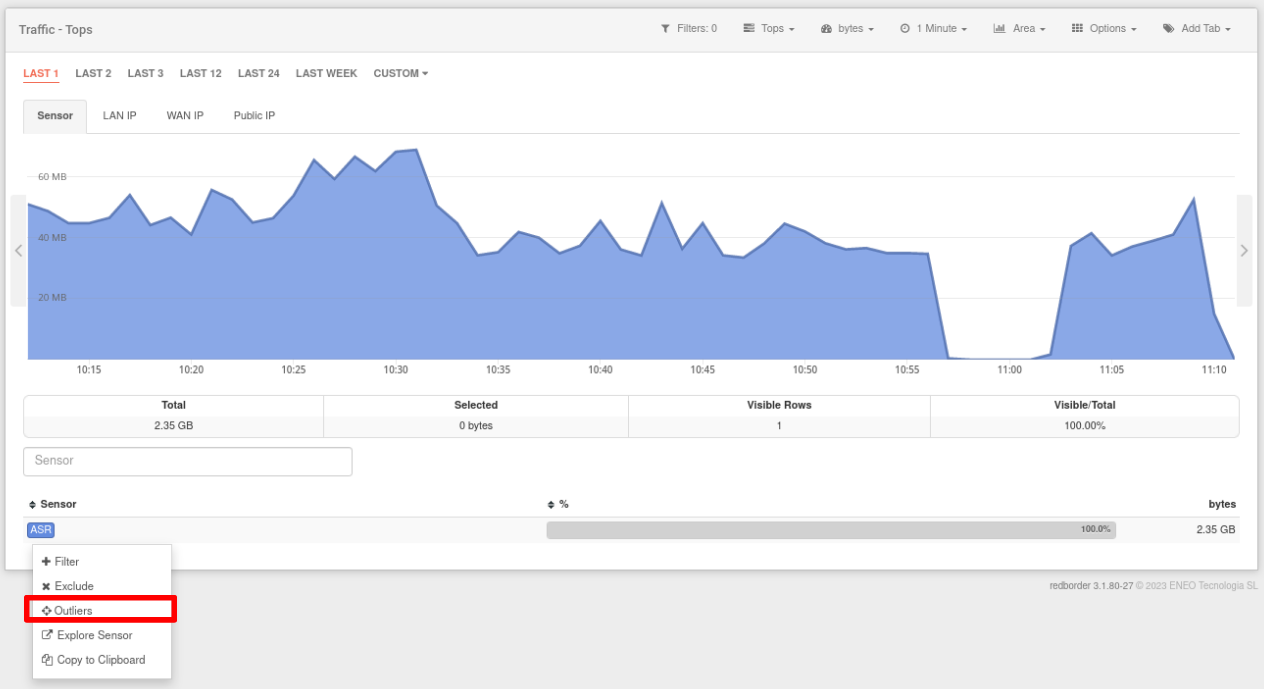 Traffic - Tops Filters: 0 Tops bytes 1 Minute Area Options Add Tab
LAST 1 LAST 2 LAST 3 LAST 12 LAST 24 LAST WEEK CUSTOM
Sensor LAN IP WAN IP Public IP
60 MB
40 MB
20 MB
10:15 10:20 10:25 10:30 10:35 10:40 10:45 10:50 10:55 11:00 11:05 11:10
Total Selected Visible Rows Visible/Total
2.35 GB 0 bytes 1 100.00%
Sensor
Sensor % bytes
ASR 100.0% 2.35 GB
Filter
Exclude
redborder 3.1.80-27 © 2023 ENEO Tecnologia SL
Outliers
Explore Sensor
Copy to Clipboard